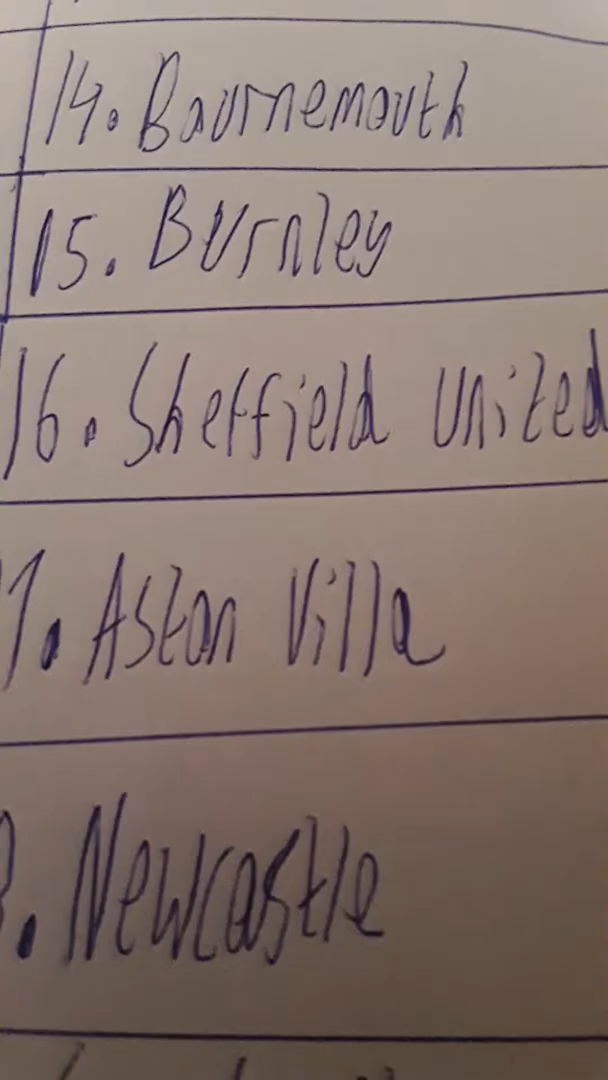 14. Bournemouth
15. Burnley
16. Sheffield United
7. Aston Villa
. Newcastle